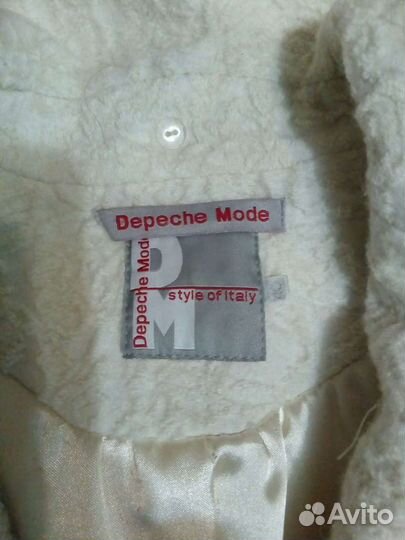 Depeche Mode
Depeche Mode
DM
style of italy
Avito